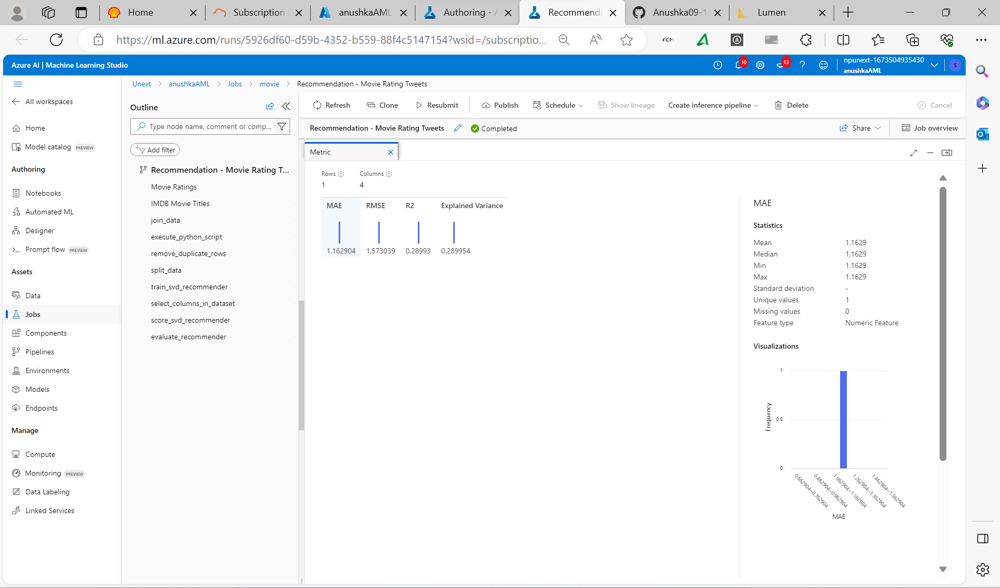 Home
Subscription
anushkaAML
Authoring - A
Recommenda
Anushka09-1
Lumen
https://ml.azure.com/runs/5926df60-d59b-4352-b559-88f4c5147154?wsid=/subscriptio...
FCM
Azure AI | Machine Learning Studio
10
13
npunext-1673504935430
anushkaAML
S
All workspaces
Home
Model catalog PREVIEW
Authoring
Notebooks
Automated ML
Designer
Prompt flow PREVIEW
Assets
Data
Jobs
Components
Pipelines
Environments
Models
Endpoints
Manage
Compute
Monitoring PREVIEW
Data Labeling
Linked Services
Unext > anushkaAML > Jobs > movie > Recommendation - Movie Rating Tweets
Outline
Type node name, comment or comp...
Add filter
Recommendation - Movie Rating T...
Movie Ratings
IMDB Movie Titles
join_data
execute_python_script
remove_duplicate_rows
split_data
train_svd_recommender
select_columns_in_dataset
score_svd_recommender
evaluate_recommender
Refresh Clone Resubmit Publish Schedule Show lineage Create inference pipeline Delete Cancel
Recommendation - Movie Rating Tweets Completed Share Job overview
Metric
Rows Columns
1 4
MAE RMSE R2 Explained Variance
1.162904 1.573039 0.28993 0.289954
MAE
Statistics
Mean 1.1629
Median 1.1629
Min 1.1629
Max 1.1629
Standard deviation -
Unique values 1
Missing values 0
Feature type Numeric Feature
Visualizations
1
0.5
0
Frequency
0.662904~0.762904
0.862904~0.962904
1.062904~1.162904
1.262904~1.362904
1.462904~1.562904
MAE